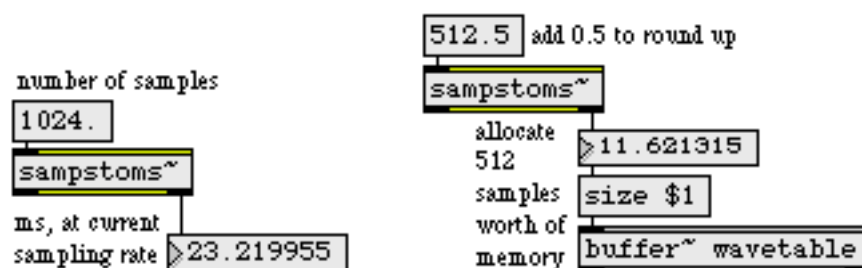 number of samples
1024.
sampstoms~
ms, at current
sampling rate
23.219955
512.5 add 0.5 to round up
sampstoms~
allocate
512
samples
worth of
memory
11.621315
size $1
buffer~ wavetable